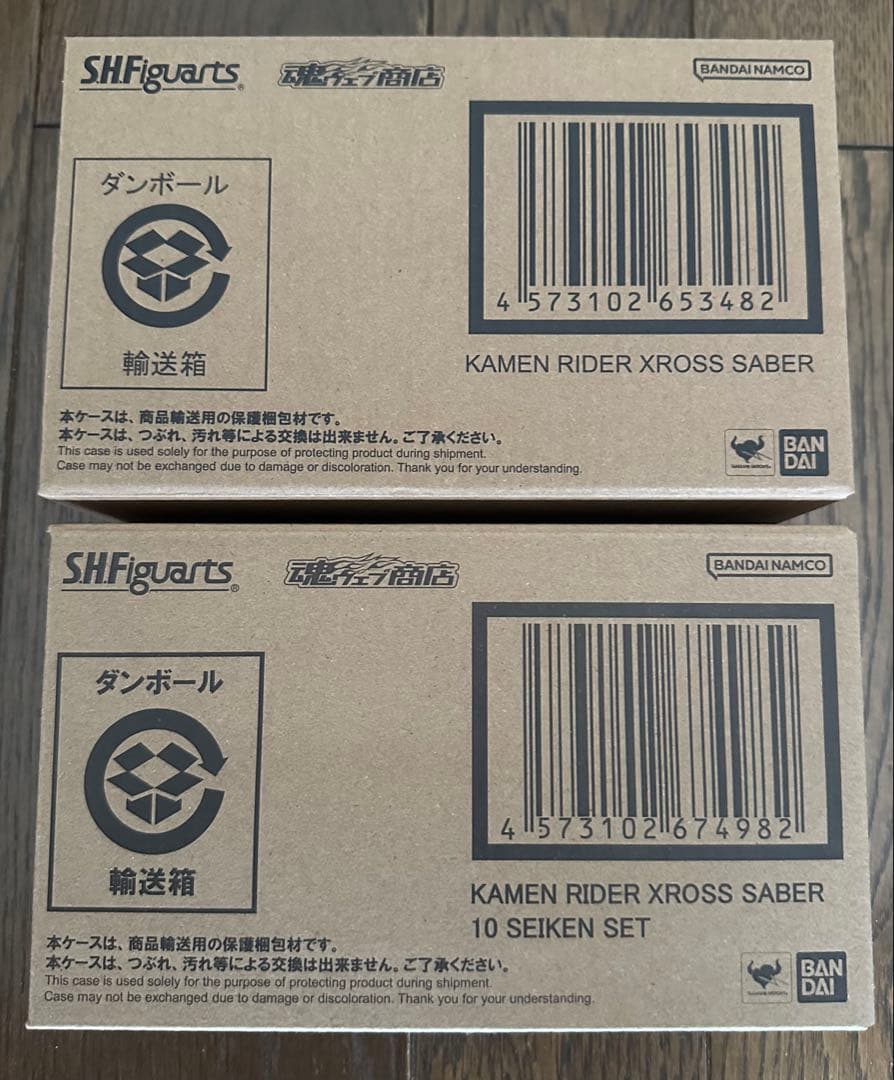 S.H.Figuarts®
魂ウェブ商店
BANDAI NAMCO
ダンボール
輸送箱
4 573102 653482
KAMEN RIDER XROSS SABER
本ケースは、商品輸送用の保護梱包材です。
本ケースは、つぶれ、汚れ等による交換は出来ません。ご了承ください。
This case is used solely for the purpose of protecting product during shipment.
Case may not be exchanged due to damage or discoloration. Thank you for your understanding.
BAN
DAI
S.H.Figuarts®
魂ウェブ商店
BANDAI NAMCO
ダンボール
輸送箱
4 573102 674982
KAMEN RIDER XROSS SABER
10 SEIKEN SET
本ケースは、商品輸送用の保護梱包材です。
本ケースは、つぶれ、汚れ等による交換は出来ません。ご了承ください。
This case is used solely for the purpose of protecting product during shipment.
Case may not be exchanged due to damage or discoloration. Thank you for your understanding.
BAN
DAI